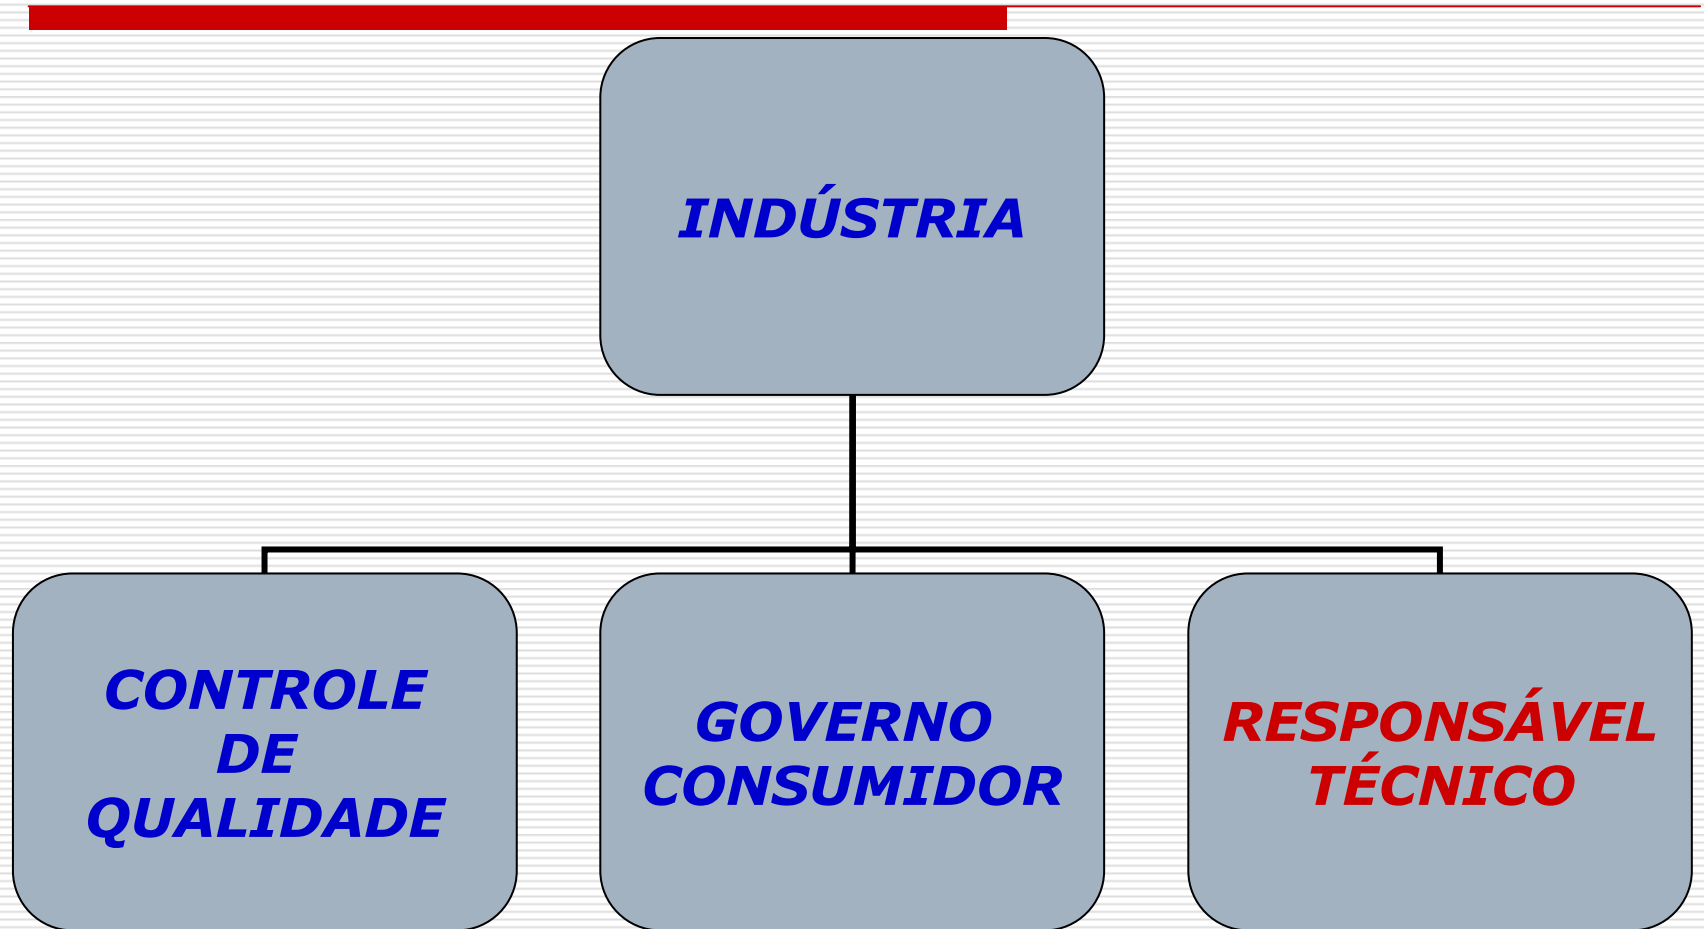 INDÚSTRIA
CONTROLE
DE
QUALIDADE
GOVERNO
CONSUMIDOR
RESPONSÁVEL
TÉCNICO